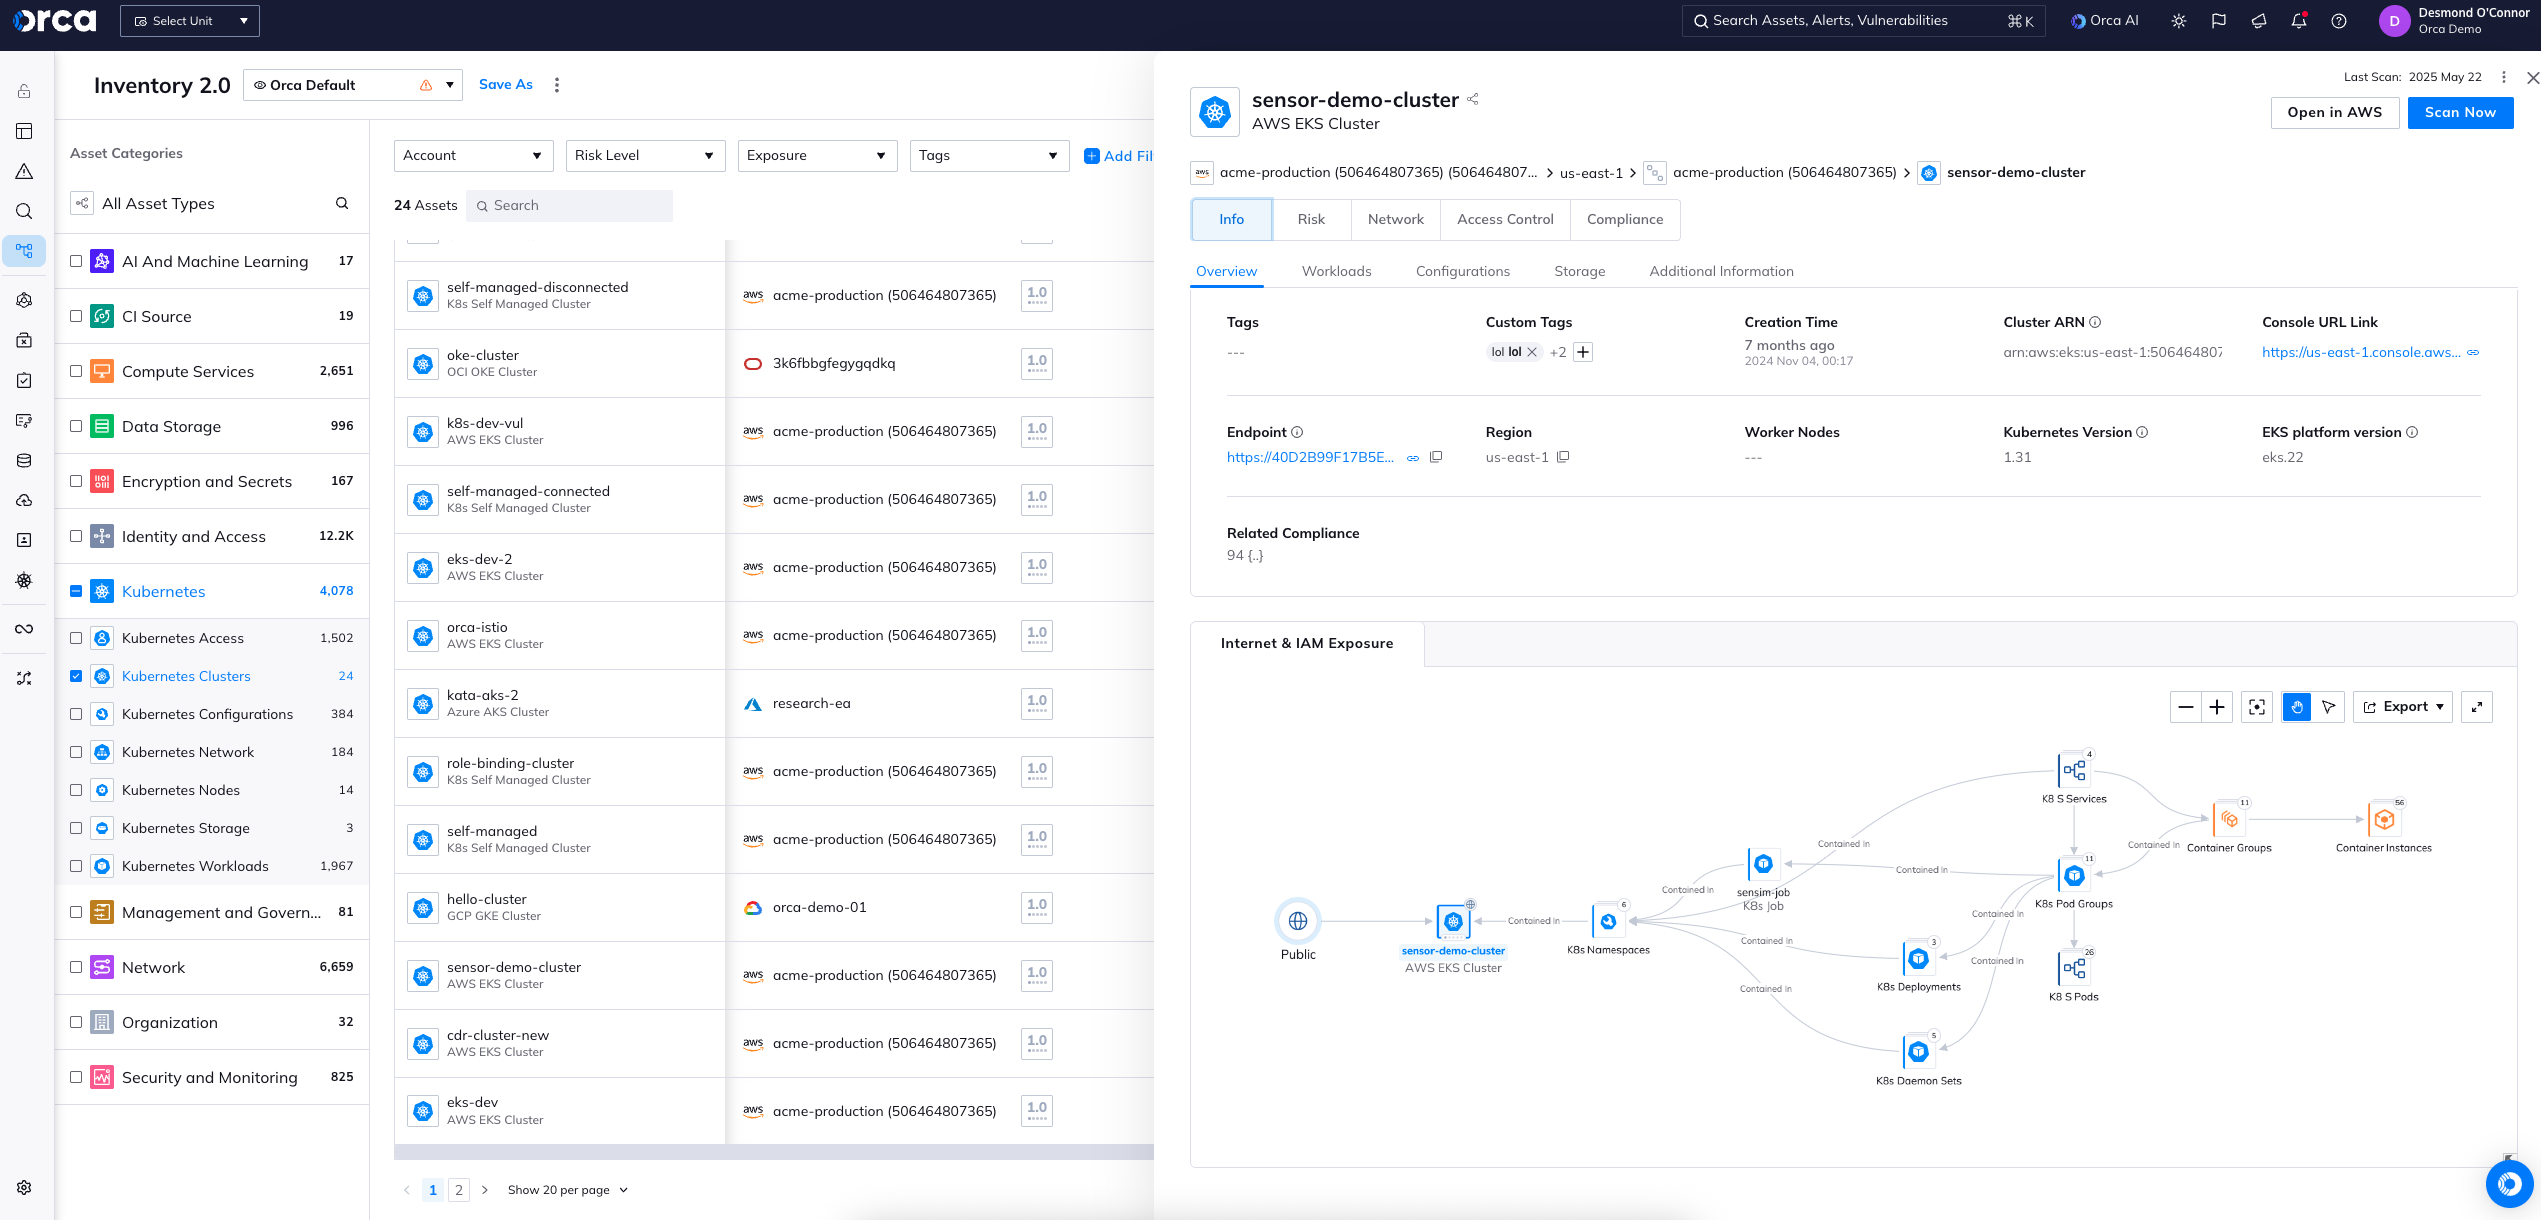 orca
Select Unit
Search Assets, Alerts, Vulnerabilities
⌘ K
Orca AI
D
Desmond O'Connor
Orca Demo
Inventory 2.0
Orca Default
Save As
Asset Categories
All Asset Types
AI And Machine Learning 17
CI Source 19
Compute Services 2,651
Data Storage 996
Encryption and Secrets 167
Identity and Access 12.2K
Kubernetes 4,078
Kubernetes Access 1,502
Kubernetes Clusters 24
Kubernetes Configurations 384
Kubernetes Network 184
Kubernetes Nodes 14
Kubernetes Storage 3
Kubernetes Workloads 1,967
Management and Govern... 81
Network 6,659
Organization 32
Security and Monitoring 825
Account
Risk Level
Exposure
Tags
Add Fil
24 Assets
Search
self-managed-disconnected
K8s Self Managed Cluster
aws acme-production (506464807365) 1.0
oke-cluster
OCI OKE Cluster
3k6fbbgfegygqdkq 1.0
k8s-dev-vul
AWS EKS Cluster
aws acme-production (506464807365) 1.0
self-managed-connected
K8s Self Managed Cluster
aws acme-production (506464807365) 1.0
eks-dev-2
AWS EKS Cluster
aws acme-production (506464807365) 1.0
orca-istio
AWS EKS Cluster
aws acme-production (506464807365) 1.0
kata-aks-2
Azure AKS Cluster
research-ea 1.0
role-binding-cluster
K8s Self Managed Cluster
aws acme-production (506464807365) 1.0
self-managed
K8s Self Managed Cluster
aws acme-production (506464807365) 1.0
hello-cluster
GCP GKE Cluster
orca-demo-01 1.0
sensor-demo-cluster
AWS EKS Cluster
aws acme-production (506464807365) 1.0
cdr-cluster-new
AWS EKS Cluster
aws acme-production (506464807365) 1.0
eks-dev
AWS EKS Cluster
aws acme-production (506464807365) 1.0
1 2
Show 20 per page
Last Scan: 2025 May 22
sensor-demo-cluster
AWS EKS Cluster
Open in AWS
Scan Now
aws acme-production (506464807365) (506464807... > us-east-1 > acme-production (506464807365) > sensor-demo-cluster
Info
Risk
Network
Access Control
Compliance
Overview
Workloads
Configurations
Storage
Additional Information
Tags
---
Custom Tags
lol lol +2
Creation Time
7 months ago
2024 Nov 04, 00:17
Cluster ARN
arn:aws:eks:us-east-1:506464807
Console URL Link
https://us-east-1.console.aws...
Endpoint
https://40D2B99F17B5E...
Region
us-east-1
Worker Nodes
---
Kubernetes Version
1.31
EKS platform version
eks.22
Related Compliance
94 {..}
Internet & IAM Exposure
Export
4
K8 S Services
11
Container Groups
56
Container Instances
Contained In
Contained In
sensim-job
K8s Job
Contained In
Contained In
11
K8s Pod Groups
Public
sensor-demo-cluster
AWS EKS Cluster
Contained In
6
K8s Namespaces
Contained In
Contained In
3
K8s Deployments
Contained In
26
K8 S Pods
Contained In
5
K8s Daemon Sets